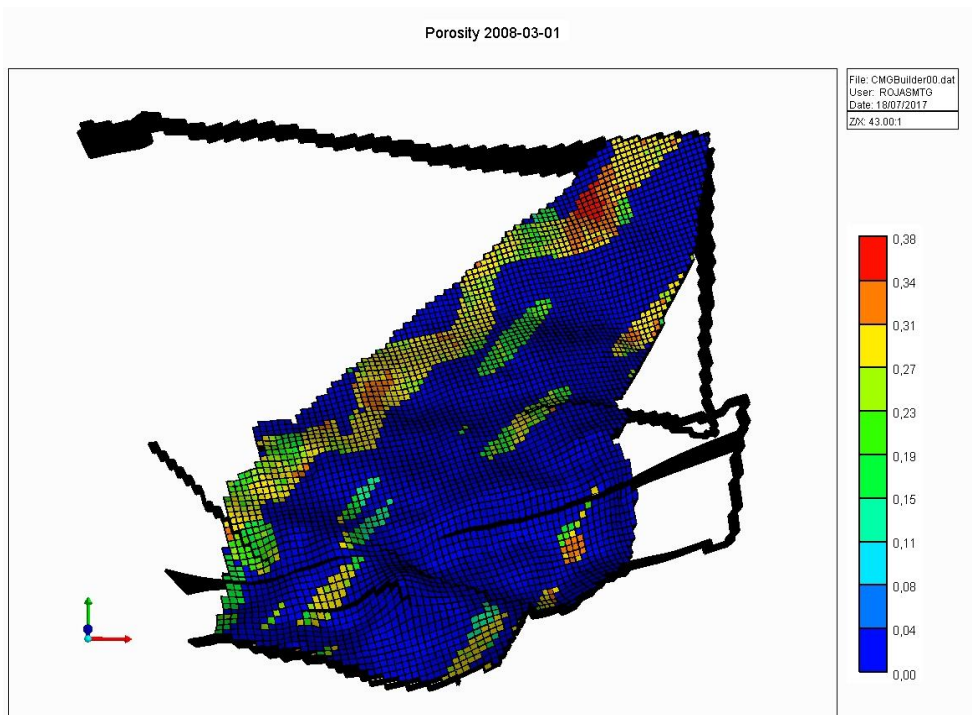 Porosity 2008-03-01
File: CMGBuilder00.dat
User: ROJASMTG
Date: 18/07/2017
Z/X: 43.00:1
0,38
0,34
0,31
0,27
0,23
0,19
0,15
0,11
0,08
0,04
0,00